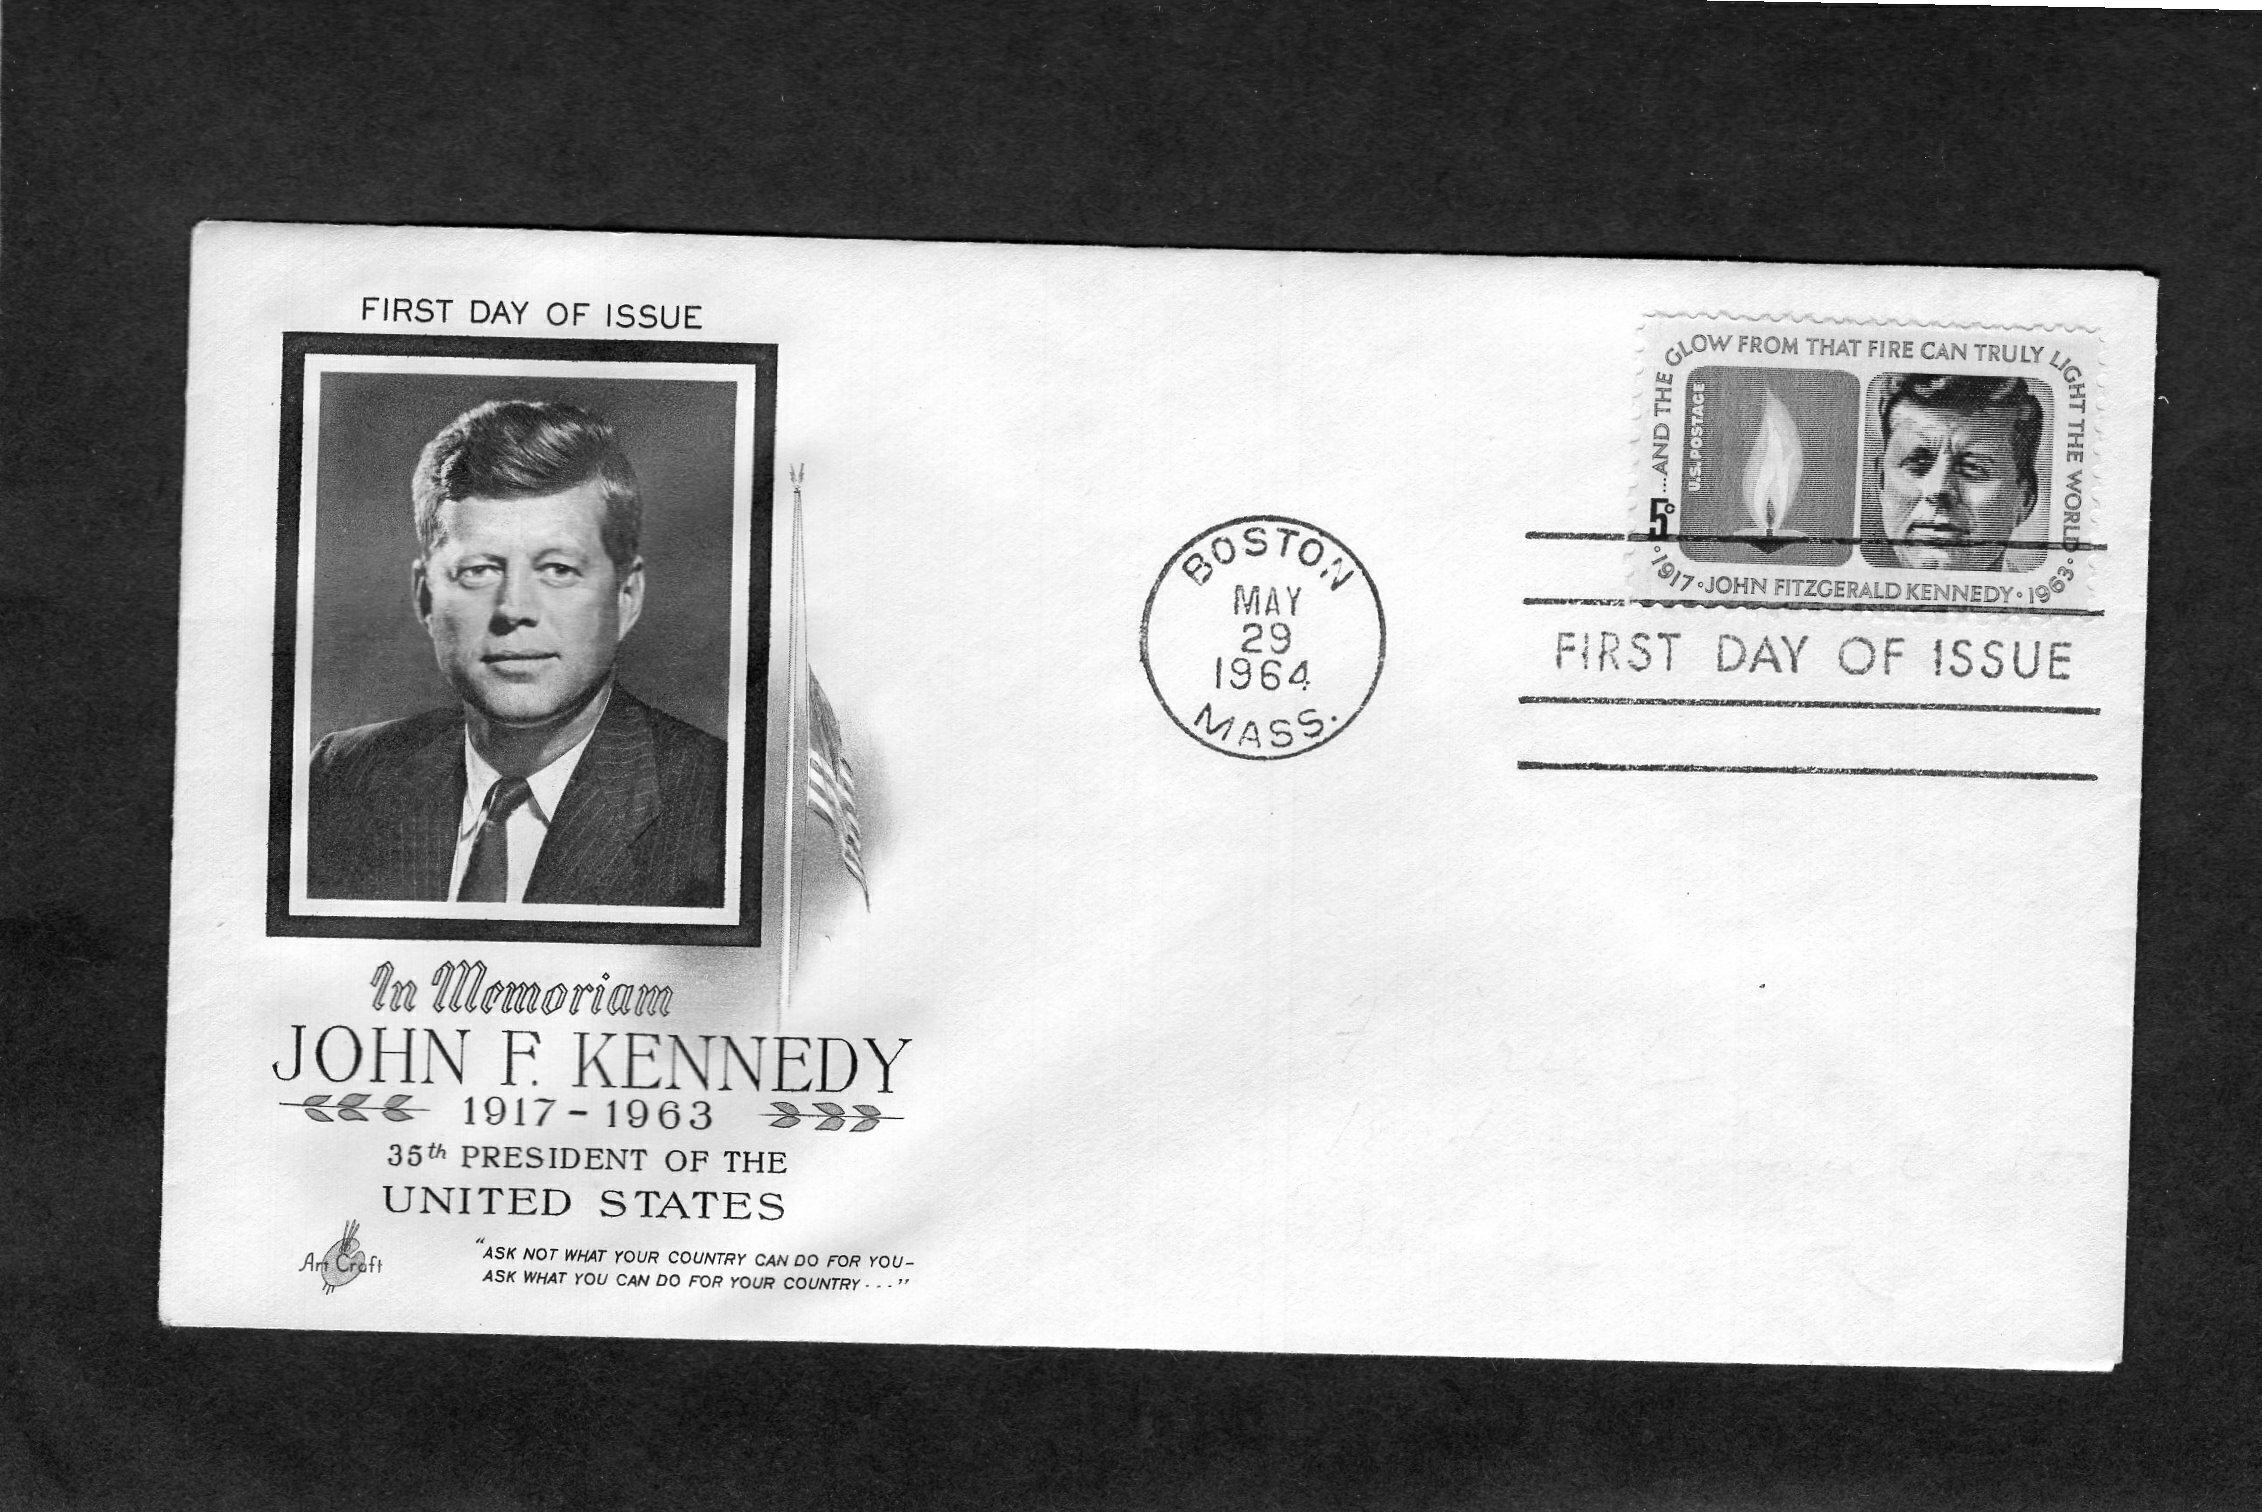 FIRST DAY OF ISSUE
In Memoriam
JOHN F. KENNEDY
1917 - 1963
35th PRESIDENT OF THE
UNITED STATES
Art Craft
"ASK NOT WHAT YOUR COUNTRY CAN DO FOR YOU–
ASK WHAT YOU CAN DO FOR YOUR COUNTRY..."
BOSTON
MAY
29
1964
MASS.
...AND THE GLOW FROM THAT FIRE CAN TRULY LIGHT THE WORLD
U.S. POSTAGE
5c
•1917•JOHN FITZGERALD KENNEDY•1963•
FIRST DAY OF ISSUE